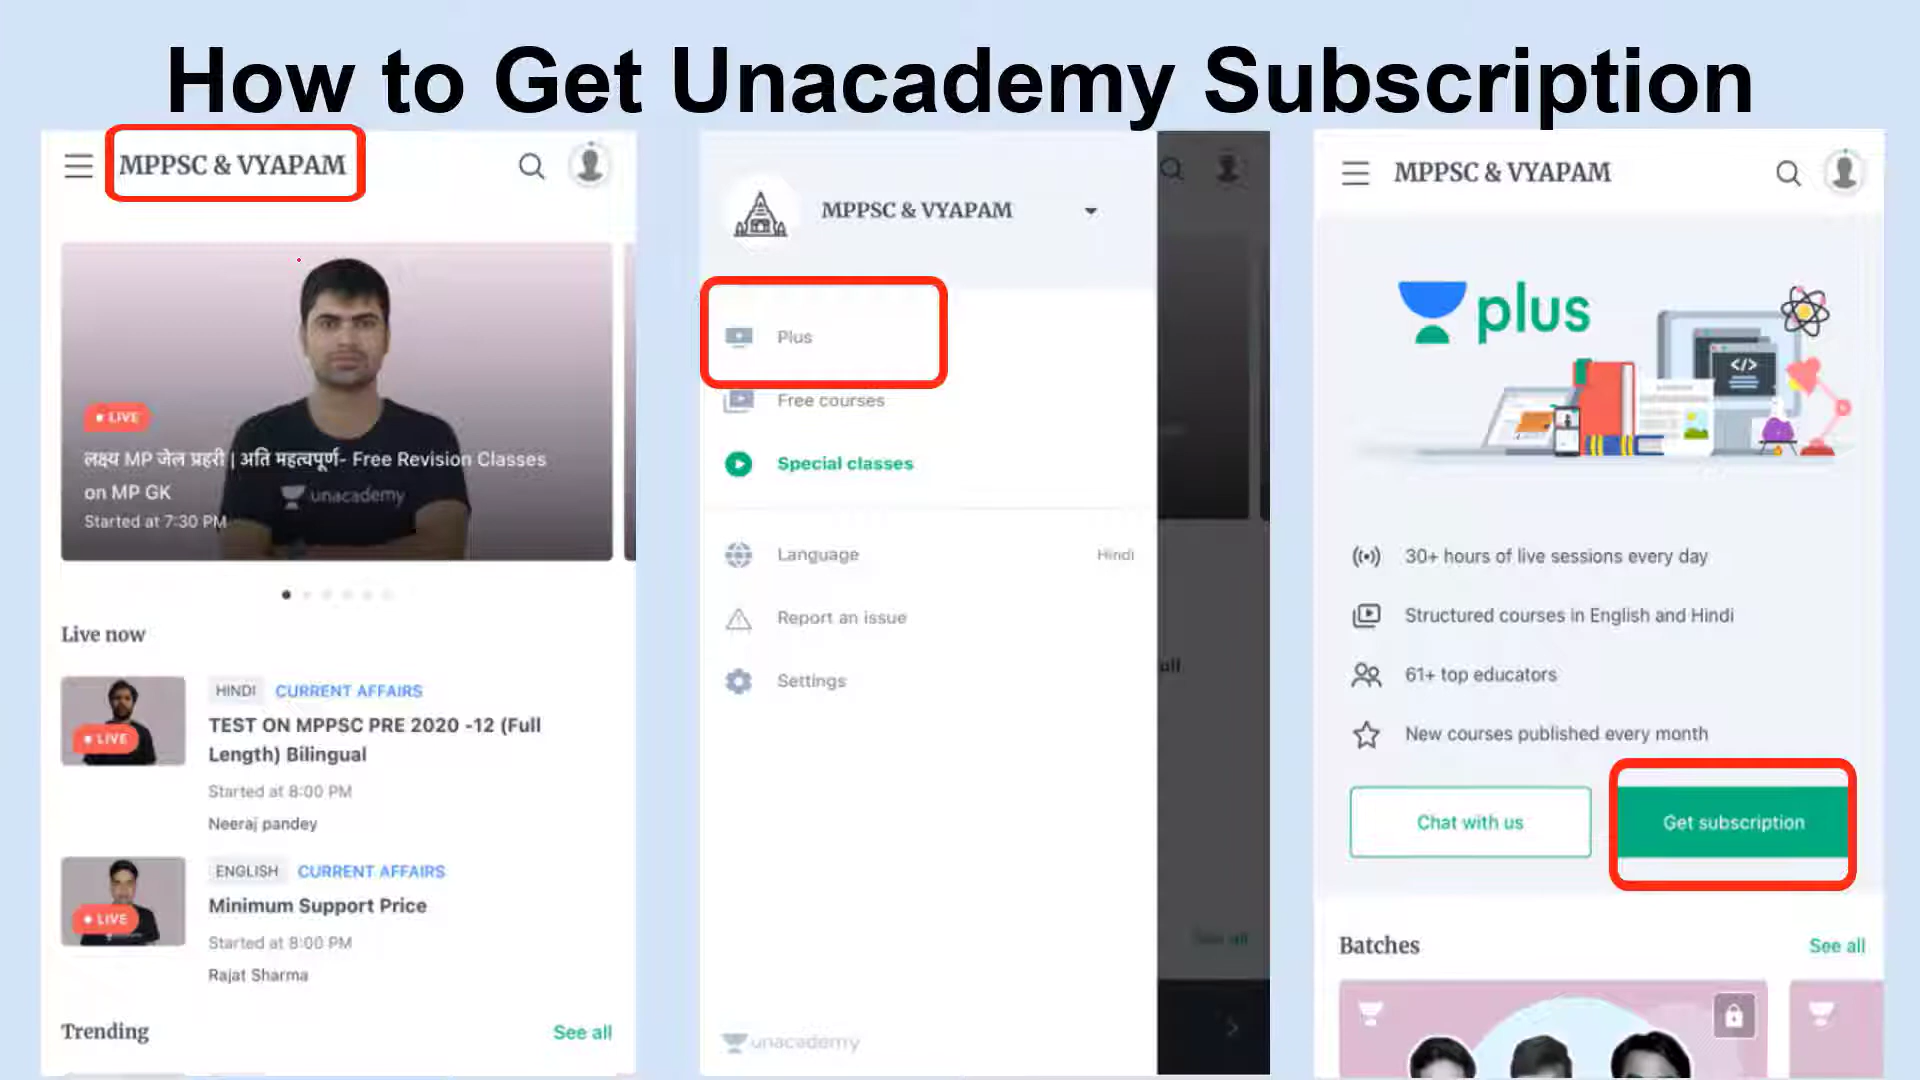 How to Get Unacademy Subscription
MPPSC & VYAPAM
LIVE
लक्ष्य MP जेल प्रहरी | अति महत्वपूर्ण- Free Revision Classes
on MP GK
unacademy
Started at 7:30 PM
Live now
HINDI CURRENT AFFAIRS
TEST ON MPPSC PRE 2020 -12 (Full
LIVE
Length) Bilingual
Started at 8:00 PM
Neeraj pandey
ENGLISH CURRENT AFFAIRS
Minimum Support Price
LIVE
Started at 8:00 PM
Rajat Sharma
Trending See all
MPPSC & VYAPAM
Plus
Free courses
Special classes
Language Hindi
Report an issue
Settings
unacademy
See all
MPPSC & VYAPAM
plus
</>
30+ hours of live sessions every day
Structured courses in English and Hindi
61+ top educators
New courses published every month
Chat with us Get subscription
Batches See all